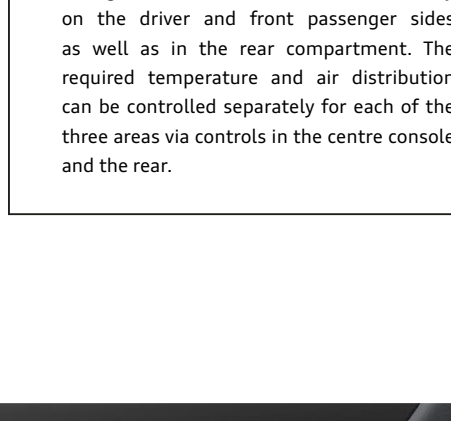 on the driver and front passenger sides
as well as in the rear compartment. The
required temperature and air distribution
can be controlled separately for each of the
three areas via controls in the centre console
and the rear.